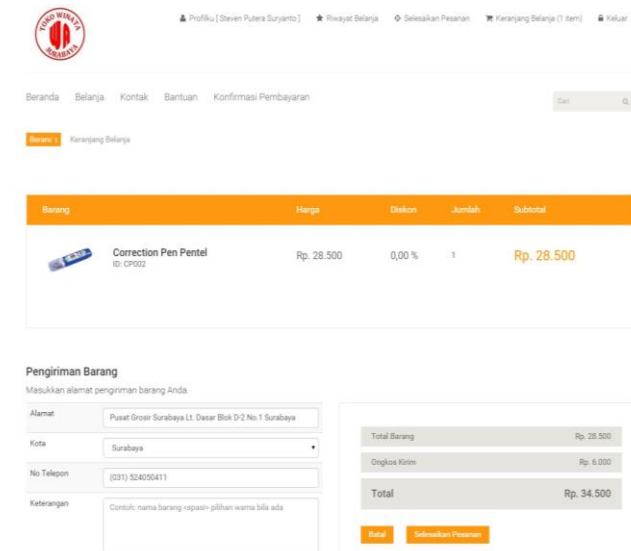 TOKO WINATA
SURABAYA
Profilku [ Steven Putera Suryanto ] Riwayat Belanja Selesaikan Pesanan Keranjang Belanja (1 item) Keluar
Beranda Belanja Kontak Bantuan Konfirmasi Pembayaran
Cari
Keranjang Belanja
Barang Harga Diskon Jumlah Subtotal
Correction Pen Pentel Rp. 28.500 0,00 % 1 Rp. 28.500
ID: CP002
Pengiriman Barang
Masukkan alamat pengiriman barang Anda.
Alamat Pusat Grosir Surabaya Lt. Dasar Blok D-2 No.1 Surabaya
Kota Surabaya
No Telepon (031) 524050411
Keterangan Contoh: nama barang <spasi> pilihan warna bila ada
Total Barang Rp. 28.500
Ongkos Kirim Rp. 6.000
Total Rp. 34.500
Batal Selesaikan Pesanan